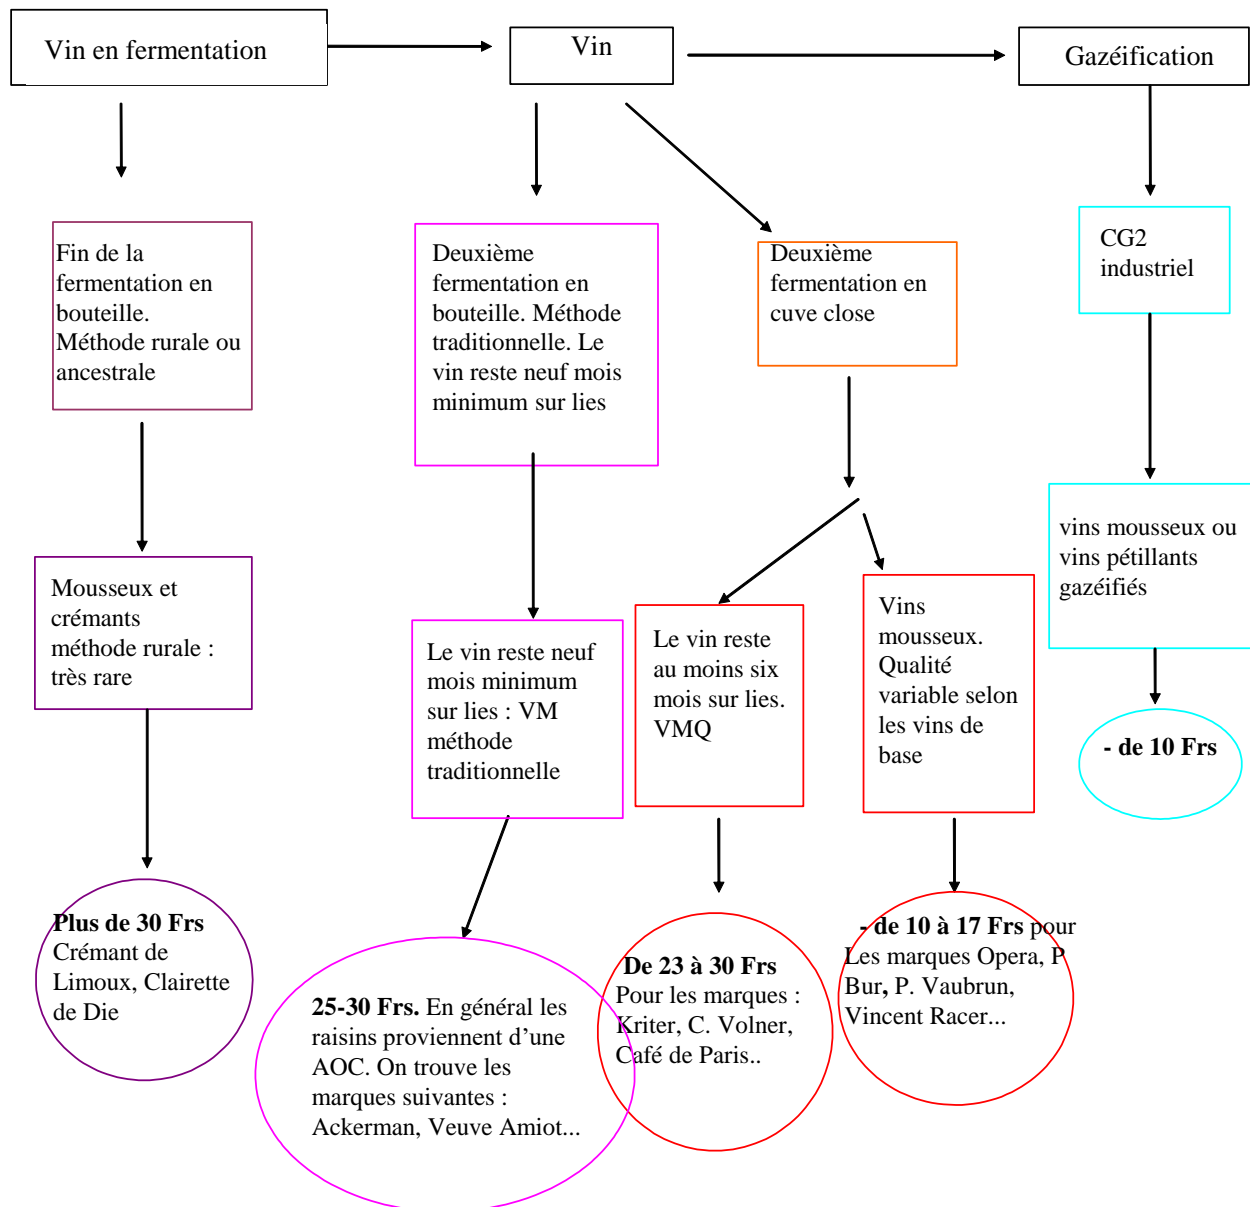 Vin en fermentation
Vin
Gazéification
Fin de la
fermentation en
bouteille.
Méthode rurale ou
ancestrale
Deuxième
fermentation en
bouteille. Méthode
traditionnelle. Le
vin reste neuf mois
minimum sur lies
Deuxième
fermentation en
cuve close
CG2
industriel
Mousseux et
crémants
méthode rurale :
très rare
Le vin reste neuf
mois minimum
sur lies : VM
méthode
traditionnelle
Le vin reste
au moins six
mois sur lies.
VMQ
Vins
mousseux.
Qualité
variable selon
les vins de
base
vins mousseux ou
vins pétillants
gazéifiés
- de 10 Frs
Plus de 30 Frs
Crémant de
Limoux, Clairette
de Die
25-30 Frs. En général les
raisins proviennent d’une
AOC. On trouve les
marques suivantes :
Ackerman, Veuve Amiot...
De 23 à 30 Frs
Pour les marques :
Kriter, C. Volner,
Café de Paris..
- de 10 à 17 Frs pour
Les marques Opera, P
Bur, P. Vaubrun,
Vincent Racer...